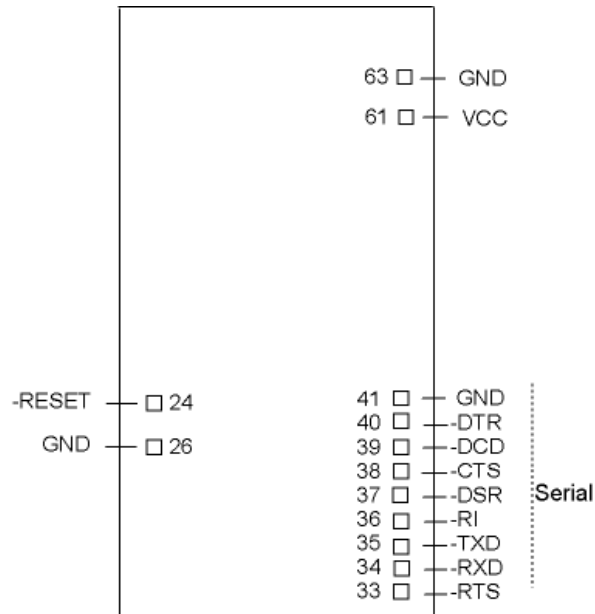 63 GND
61 VCC
-RESET 24
GND 26
41 GND
40 -DTR
39 -DCD
38 -CTS
37 -DSR
36 -RI
35 -TXD
34 -RXD
33 -RTS
Serial